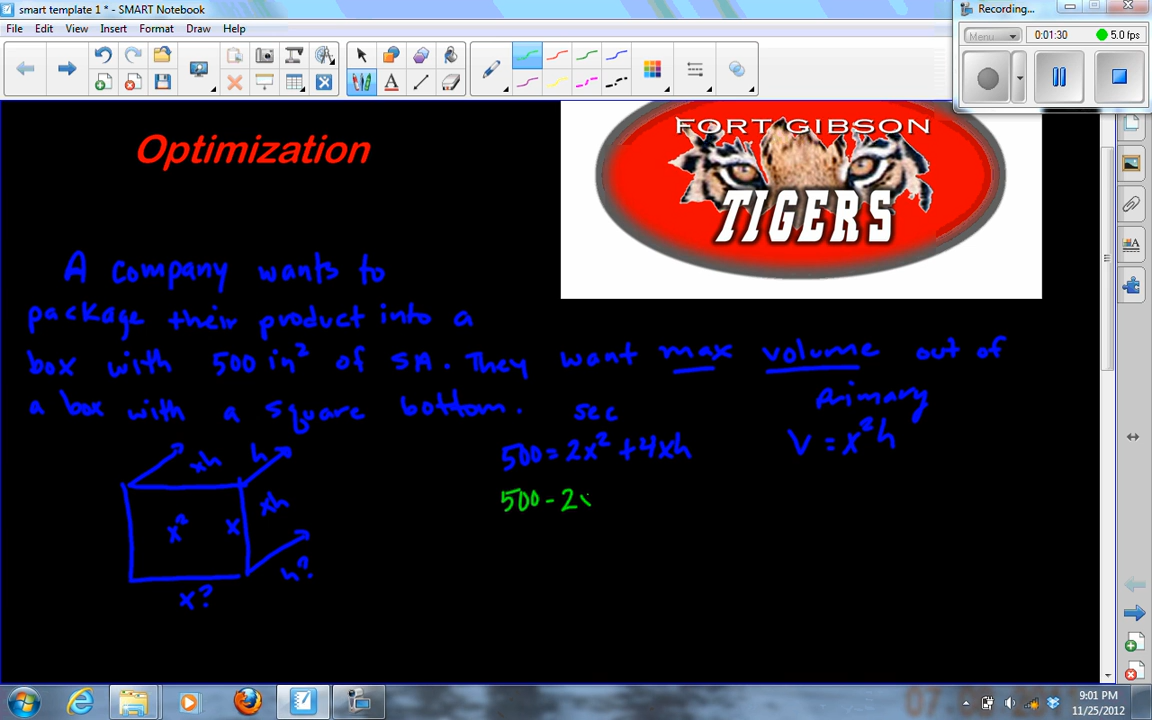 smart template 1 * - SMART Notebook
Recording...
File Edit View Insert Format Draw Help
Menu
0:01:30
5.0 fps
Optimization
FORT GIBSON
TIGERS
A company wants to
package their product into a
box with 500 in² of SA. They want max volume out of
a box with a square bottom.
sec
Primary
500 = 2x² + 4xh
V = x²h
500 - 2x
xh
h
x²
x
xh
h?
x?
9:01 PM
11/25/2012